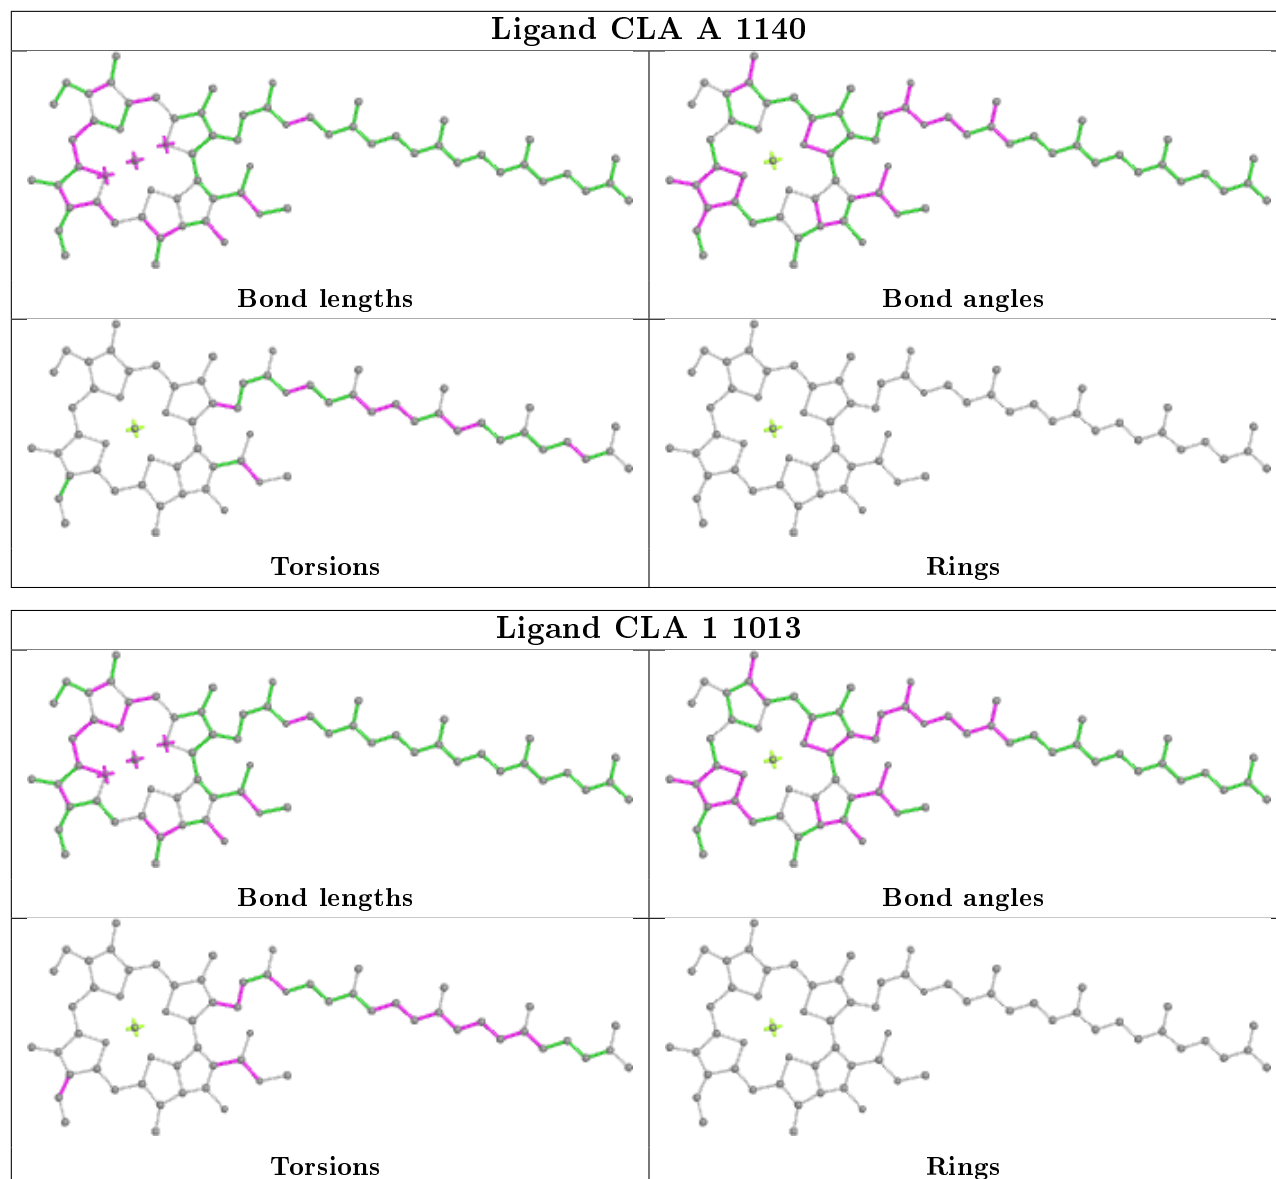 Ligand CLA A 1140
Bond lengths
Bond angles
Torsions
Rings
Ligand CLA 1 1013
Bond lengths
Bond angles
Torsions
Rings